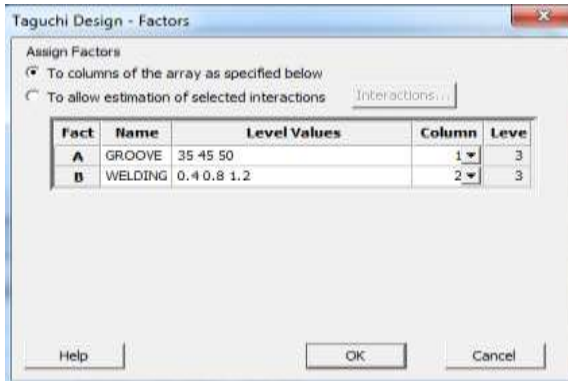 Taguchi Design - Factors
Assign Factors
To columns of the array as specified below
To allow estimation of selected interactions Interactions...
Fact Name Level Values Column Leve
A GROOVE 35 45 50 1 3
B WELDING 0.4 0.8 1.2 2 3
Help OK Cancel